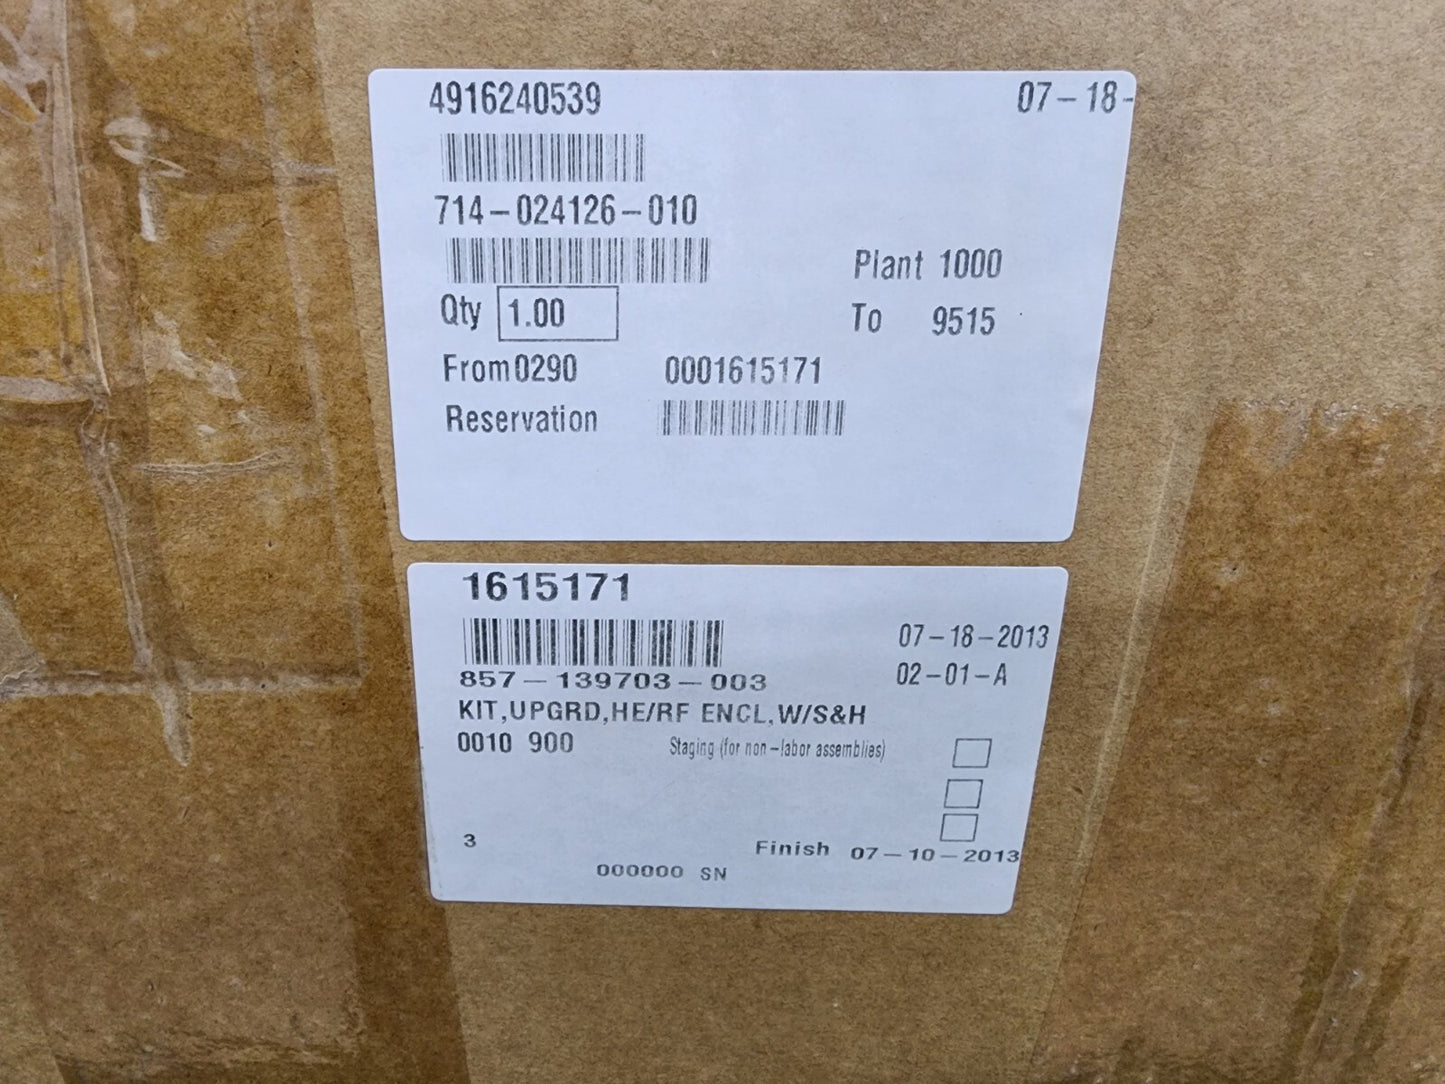 4916240539 07-18-
714-024126-010
Plant 1000
Qty 1.00 To 9515
From 0290 0001615171
Reservation
1615171
07-18-2013
857-139703-003 02-01-A
KIT,UPGRD,HE/RF ENCL,W/S&H
0010 900 Staging (for non-labor assemblies)
3 Finish 07-10-2013
000000 SN